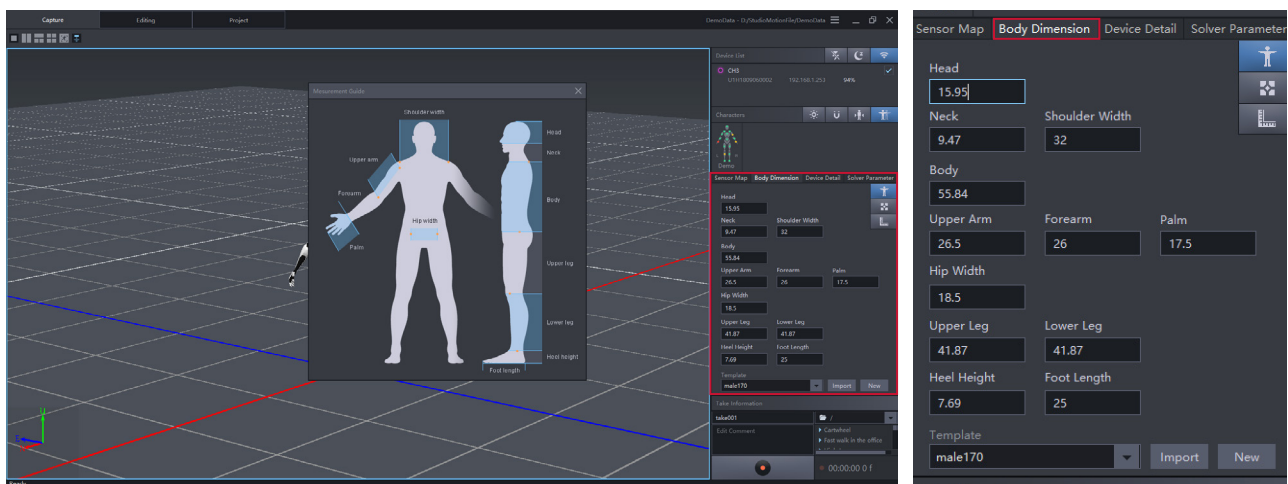 Capture Editing Project DemoData - D:/StudioMotionFile/DemoData
Device List
CH3
192.168.1.253 94%
Measurement Guide
Characters
Shoulder width
Head
Neck
Upper arm
Demo
Forearm
Body
Hip width
Palm
Upper leg
Lower leg
Heel height
Foot length
Sensor Map Body Dimension Device Detail Solver Parameter
Head
15.95
Neck Shoulder Width
9.47 32
Body
55.84
Upper Arm Forearm Palm
26.5 26 17.5
Hip Width
18.5
Upper Leg Lower Leg
41.87 41.87
Heel Height Foot Length
7.69 25
Template
male170 Import New
Take Information
take001 /
Edit Comment Cartwheel
Fast walk in the office
00:00:00 0 f
Ready
Sensor Map Body Dimension Device Detail Solver Parameter
Head
15.95
Neck Shoulder Width
9.47 32
Body
55.84
Upper Arm Forearm Palm
26.5 26 17.5
Hip Width
18.5
Upper Leg Lower Leg
41.87 41.87
Heel Height Foot Length
7.69 25
Template
male170 Import New